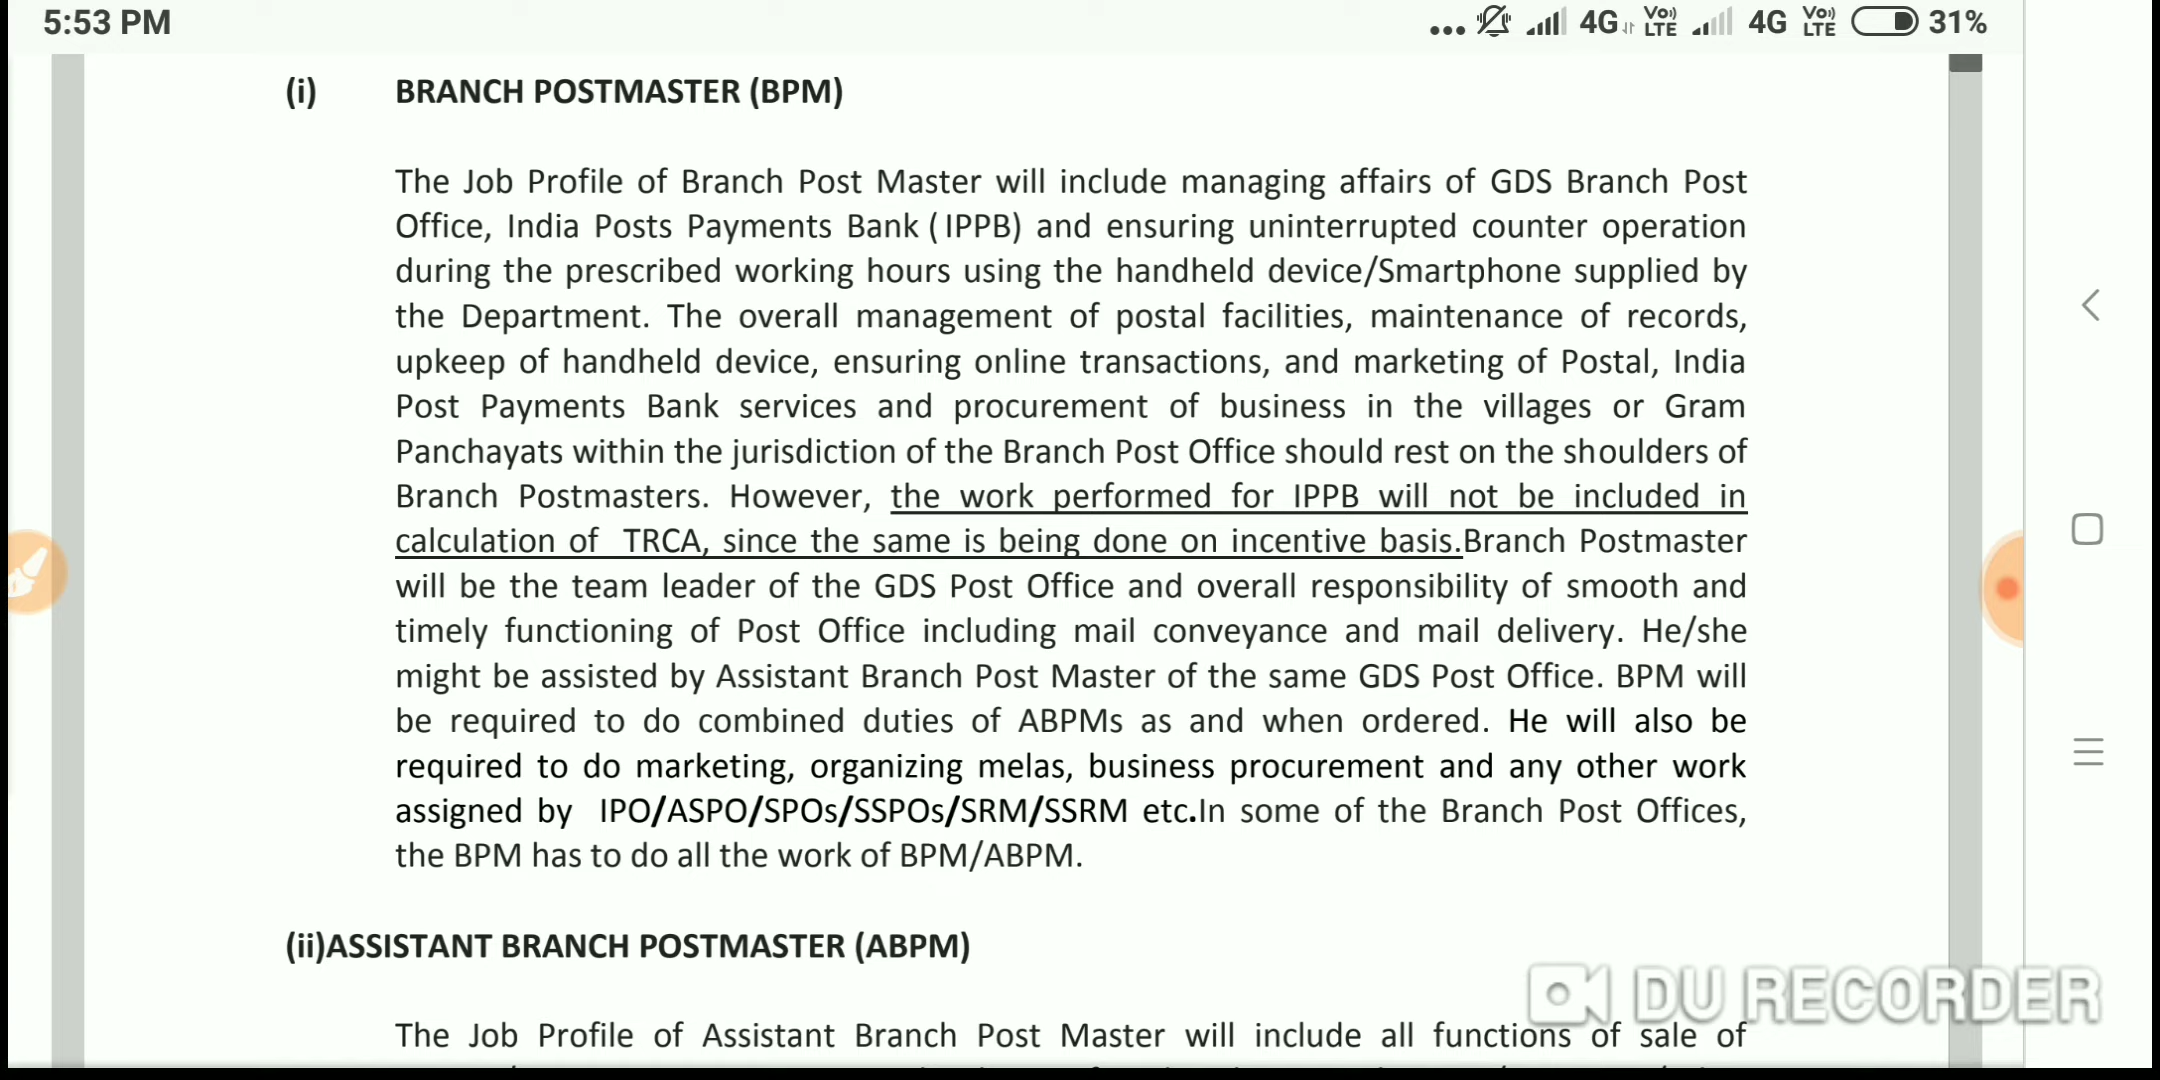 5:53 PM
... 4G VoLTE 4G VoLTE 31%
(i) BRANCH POSTMASTER (BPM)
The Job Profile of Branch Post Master will include managing affairs of GDS Branch Post
Office, India Posts Payments Bank ( IPPB) and ensuring uninterrupted counter operation
during the prescribed working hours using the handheld device/Smartphone supplied by
the Department. The overall management of postal facilities, maintenance of records,
upkeep of handheld device, ensuring online transactions, and marketing of Postal, India
Post Payments Bank services and procurement of business in the villages or Gram
Panchayats within the jurisdiction of the Branch Post Office should rest on the shoulders of
Branch Postmasters. However, the work performed for IPPB will not be included in
calculation of TRCA, since the same is being done on incentive basis.Branch Postmaster
will be the team leader of the GDS Post Office and overall responsibility of smooth and
timely functioning of Post Office including mail conveyance and mail delivery. He/she
might be assisted by Assistant Branch Post Master of the same GDS Post Office. BPM will
be required to do combined duties of ABPMs as and when ordered. He will also be
required to do marketing, organizing melas, business procurement and any other work
assigned by IPO/ASPO/SPOs/SSPOs/SRM/SSRM etc.In some of the Branch Post Offices,
the BPM has to do all the work of BPM/ABPM.
(ii)ASSISTANT BRANCH POSTMASTER (ABPM)
DU RECORDER
The Job Profile of Assistant Branch Post Master will include all functions of sale of